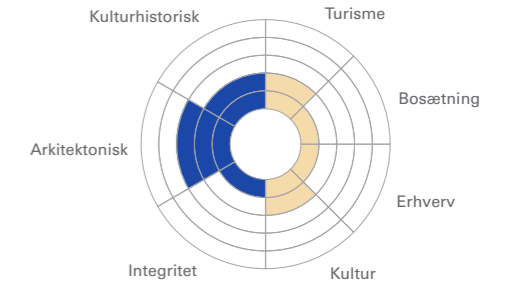 Kulturhistorisk
Turisme
Bosætning
Arkitektonisk
Erhverv
Integritet
Kultur